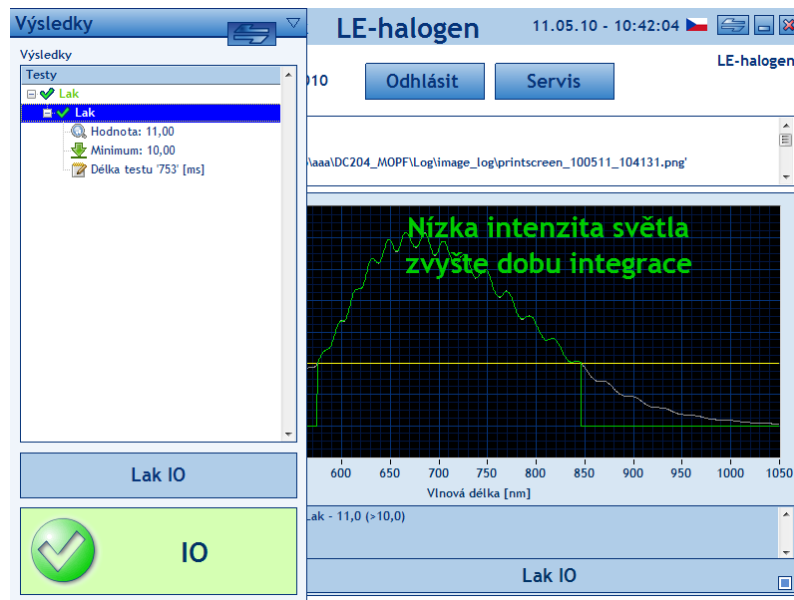 Výsledky
Výsledky
Testy
Lak
Lak
Hodnota: 11,00
Minimum: 10,00
Délka testu '753' [ms]
Lak IO
IO
LE-halogen
11.05.10 - 10:42:04
LE-halogen
010
Odhlásit
Servis
\aaa\DC204_MOPF\Log\image_log\printscreen_100511_104131.png'
Nízká intenzita světla
zvyšte dobu integrace
600 650 700 750 800 850 900 950 1000 1050
Vlnová délka [nm]
Lak - 11,0 (>10,0)
Lak IO